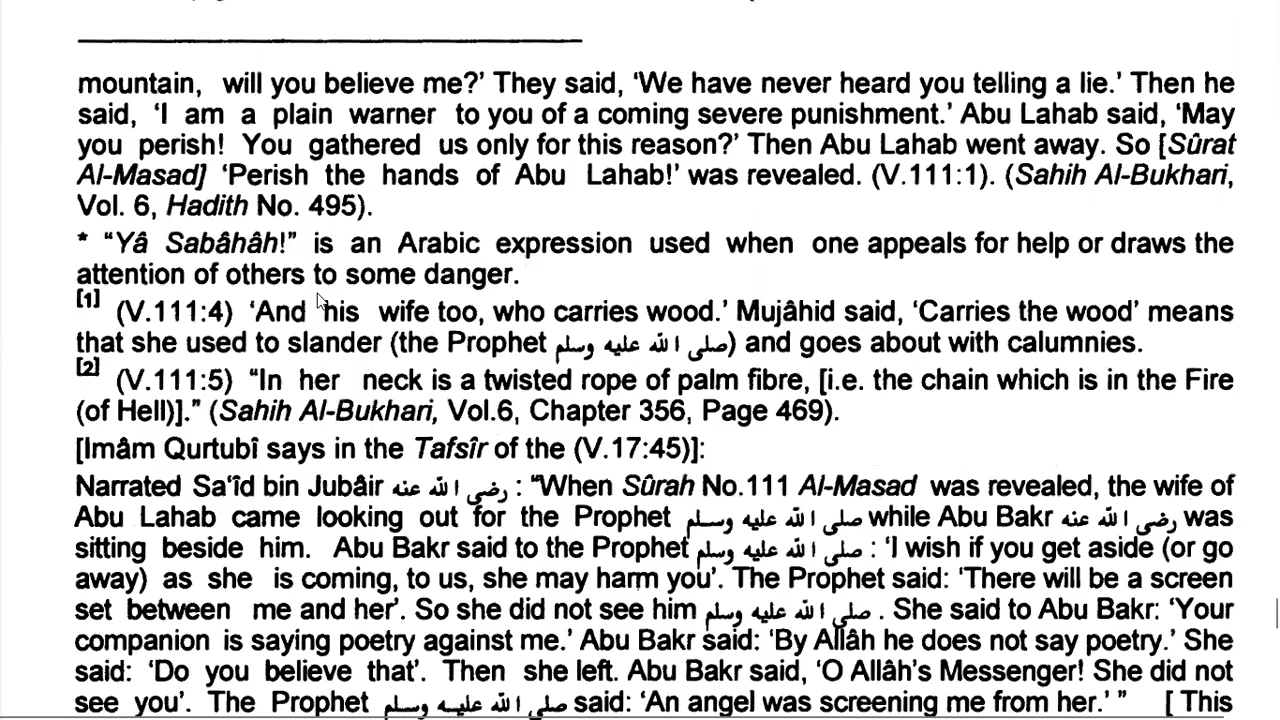 mountain, will you believe me?’ They said, ‘We have never heard you telling a lie.’ Then he
said, ‘I am a plain warner to you of a coming severe punishment.’ Abu Lahab said, ‘May
you perish! You gathered us only for this reason?’ Then Abu Lahab went away. So [Sûrat
Al-Masad] ‘Perish the hands of Abu Lahab!’ was revealed. (V.111:1). (Sahih Al-Bukhari,
Vol. 6, Hadith No. 495).
* “Yâ Sabâhâh!” is an Arabic expression used when one appeals for help or draws the
attention of others to some danger.
[1] (V.111:4) ‘And his wife too, who carries wood.’ Mujâhid said, ‘Carries the wood’ means
that she used to slander (the Prophet صلى الله عليه وسلم) and goes about with calumnies.
[2] (V.111:5) “In her neck is a twisted rope of palm fibre, [i.e. the chain which is in the Fire
(of Hell)].” (Sahih Al-Bukhari, Vol.6, Chapter 356, Page 469).
[Imâm Qurtubî says in the Tafsîr of the (V.17:45)]:
Narrated Sa'îd bin Jubâir رضى الله عنه : “When Sûrah No.111 Al-Masad was revealed, the wife of
Abu Lahab came looking out for the Prophet صلى الله عليه وسلم while Abu Bakr رضى الله عنه was
sitting beside him. Abu Bakr said to the Prophet صلى الله عليه وسلم : ‘I wish if you get aside (or go
away) as she is coming, to us, she may harm you’. The Prophet said: ‘There will be a screen
set between me and her’. So she did not see him صلى الله عليه وسلم . She said to Abu Bakr: ‘Your
companion is saying poetry against me.’ Abu Bakr said: ‘By Allâh he does not say poetry.’ She
said: ‘Do you believe that’. Then she left. Abu Bakr said, ‘O Allâh’s Messenger! She did not
see you’. The Prophet صلى الله عليه وسلم said: ‘An angel was screening me from her.’ ” [ This